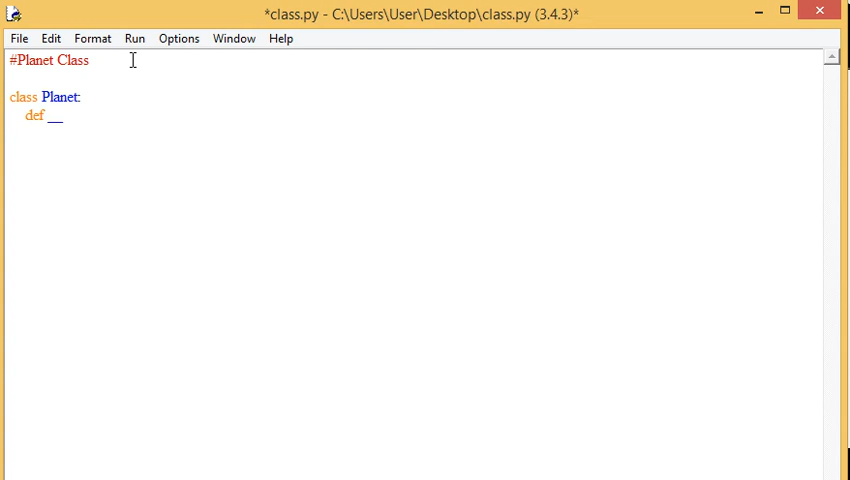 *class.py - C:\Users\User\Desktop\class.py (3.4.3)*
File Edit Format Run Options Window Help
#Planet Class
class Planet:
def __